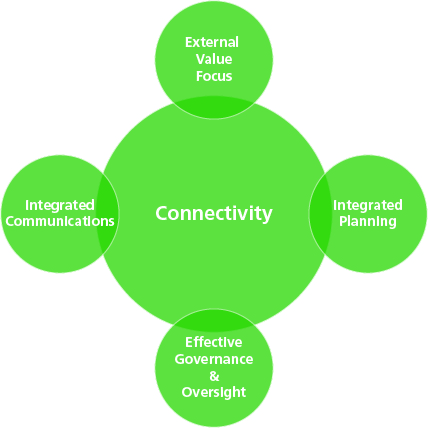 External
Value
Focus
Integrated
Communications
Connectivity
Integrated
Planning
Effective
Governance
&
Oversight